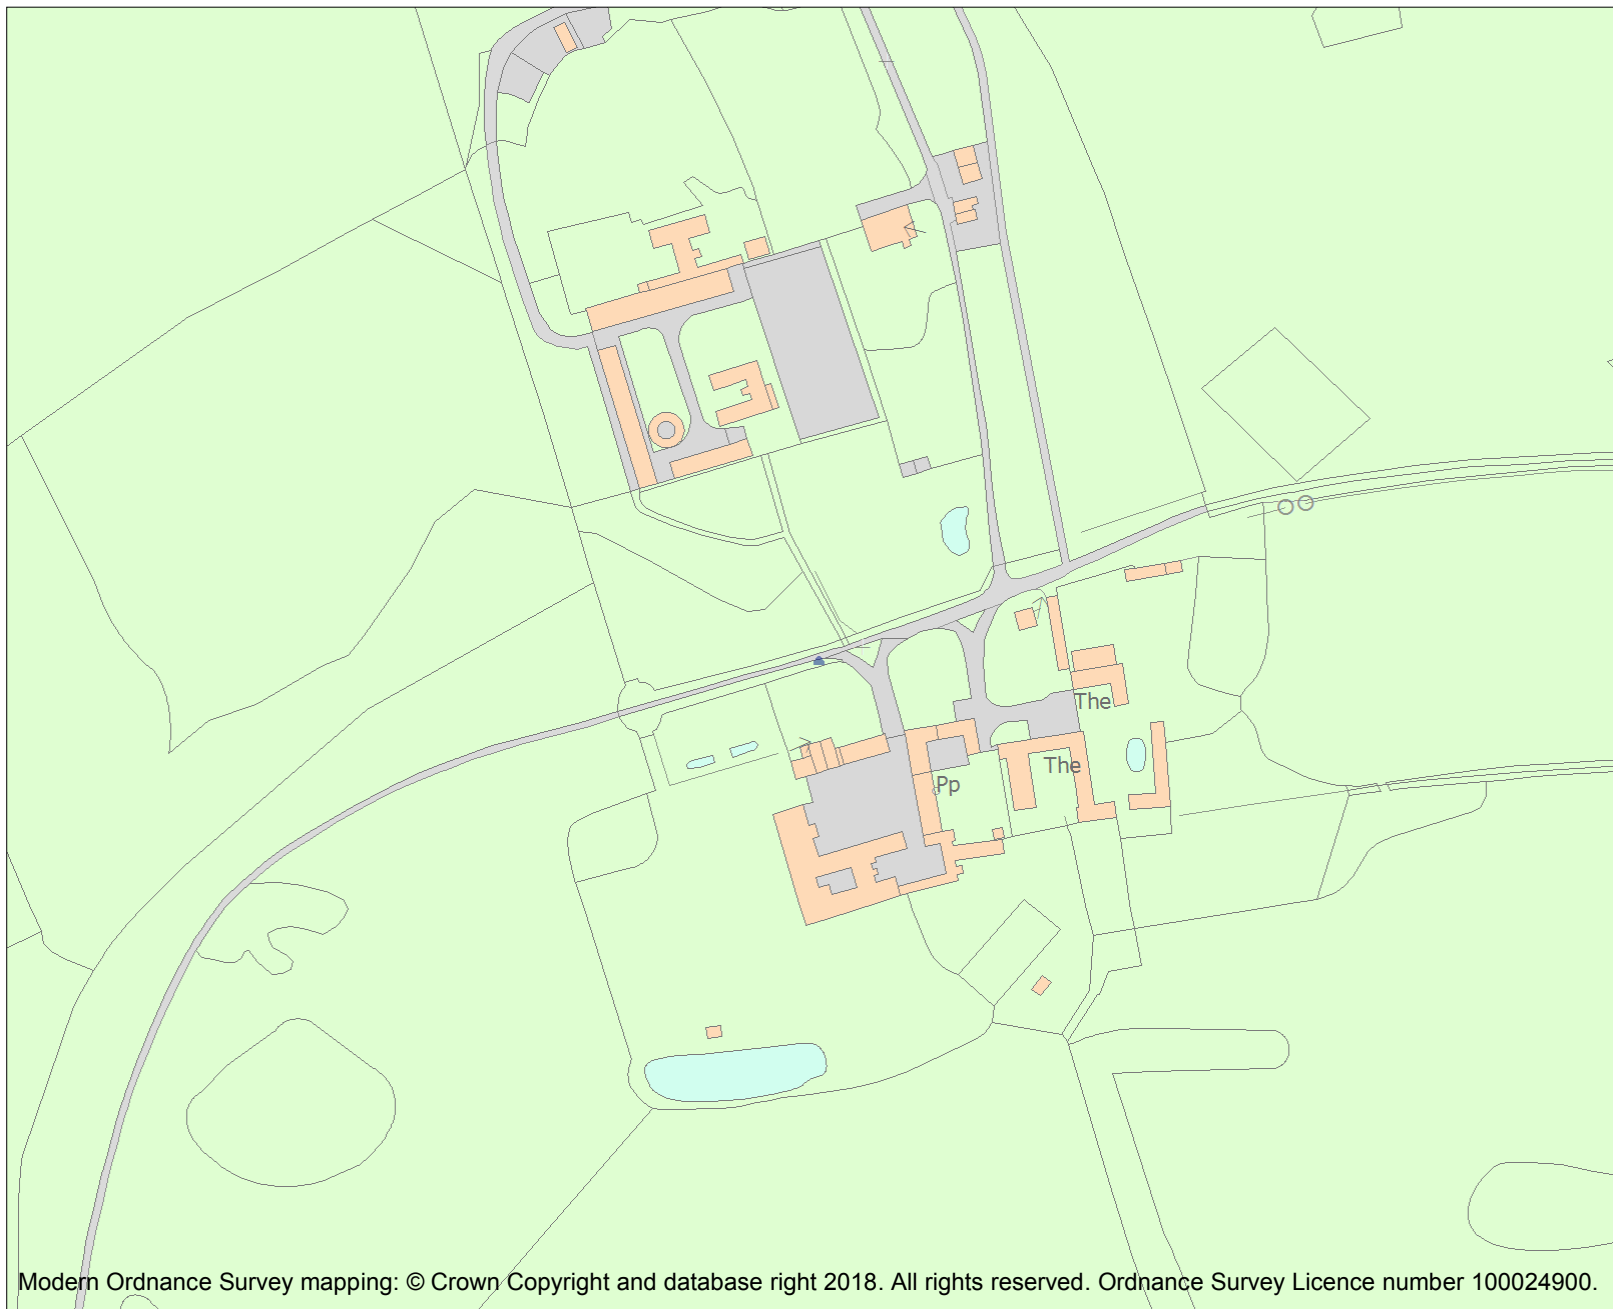 The
The
Pp
Modern Ordnance Survey mapping: © Crown Copyright and database right 2018. All rights reserved. Ordnance Survey Licence number 100024900.